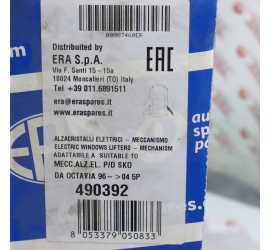 Distributed by
ERA S.p.A.
Via F. Santi 15 - 15a
10024 Moncalieri (TO) Italy
Tel +39 011.6891511
era@eraspares.it
www.eraspares.it
EAC
ALZACRISTALLI ELETTRICI - MECCANISMO
ELECTRIC WINDOWS LIFTERS - MECHANISM
ADATTABILE A SUITABLE TO
MECC.ALZ.EL. P/D SKO
DA OCTAVIA 96-->04 5P
490392
8 053379 050833